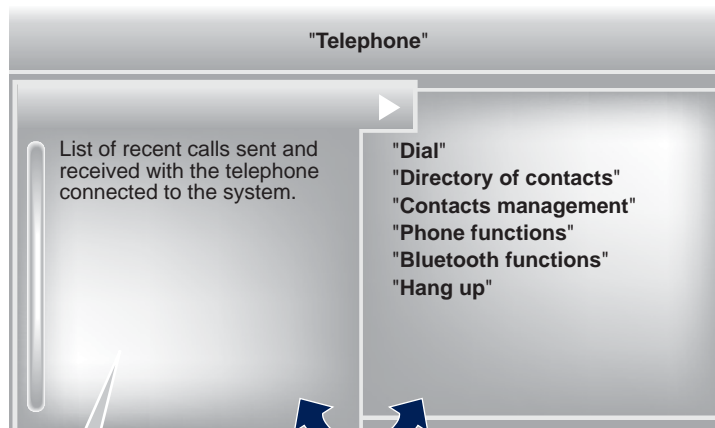 "Telephone"
List of recent calls sent and
received with the telephone
connected to the system.
"Dial"
"Directory of contacts"
"Contacts management"
"Phone functions"
"Bluetooth functions"
"Hang up"